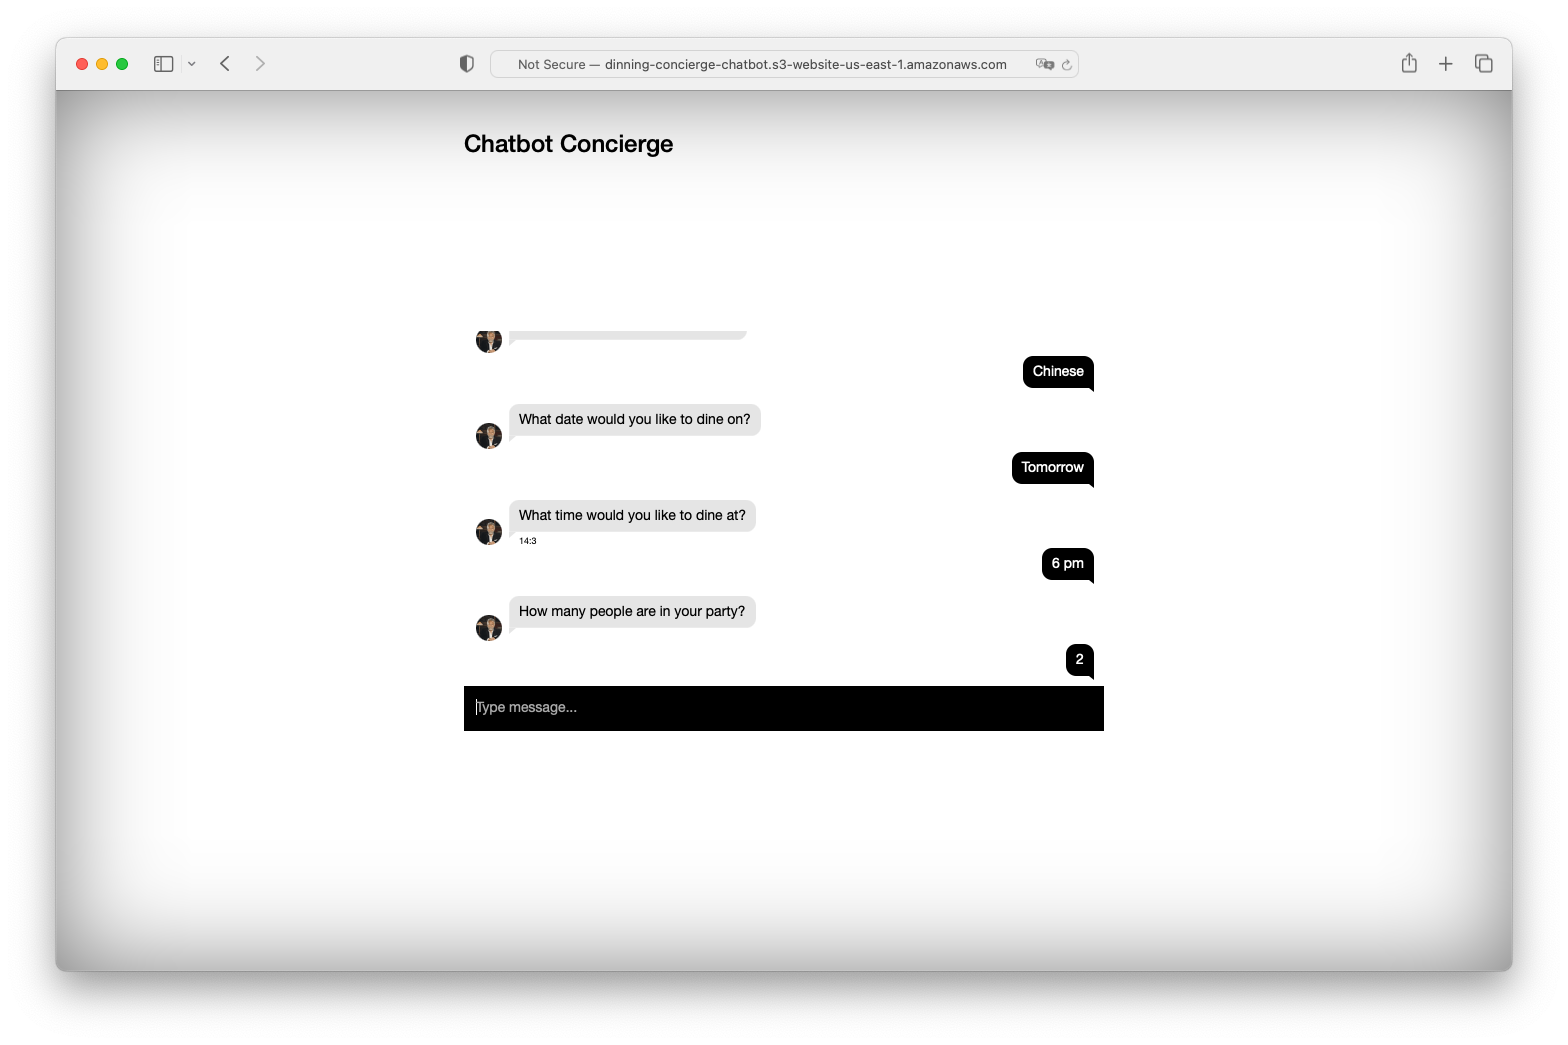 Not Secure — dinning-concierge-chatbot.s3-website-us-east-1.amazonaws.com
Chatbot Concierge
Chinese
What date would you like to dine on?
Tomorrow
What time would you like to dine at?
14:3
6 pm
How many people are in your party?
2
Type message...